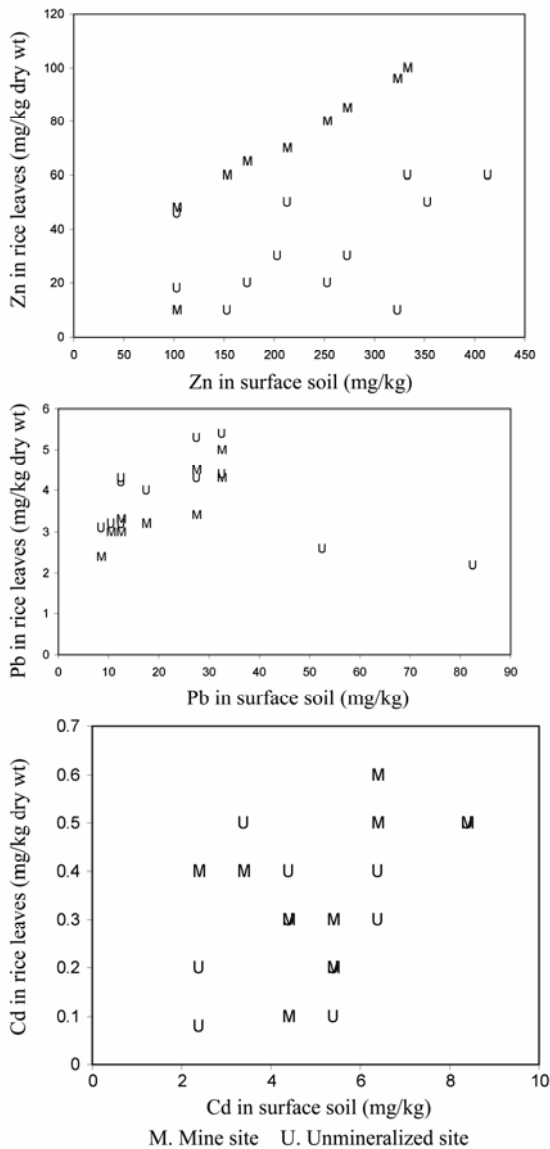 Zn in rice leaves (mg/kg dry wt)
120
100
80
60
40
20
0
M
M
M
M
M
M
M
M
M
U
U
U
U
U
U
U
U
U
U
U
U
M
0 50 100 150 200 250 300 350 400 450
Zn in surface soil (mg/kg)
Pb in rice leaves (mg/kg dry wt)
6
5
4
3
2
1
0
U U
M
M
U U
U M
U
U
M
U U U M
M
U M M
M
U
U
0 10 20 30 40 50 60 70 80 90
Pb in surface soil (mg/kg)
Cd in rice leaves (mg/kg dry wt)
0.7
0.6
0.5
0.4
0.3
0.2
0.1
0
M
U M M
M M U U
M M U
U M
M U
U
0 2 4 6 8 10
Cd in surface soil (mg/kg)
M. Mine site U. Unmineralized site